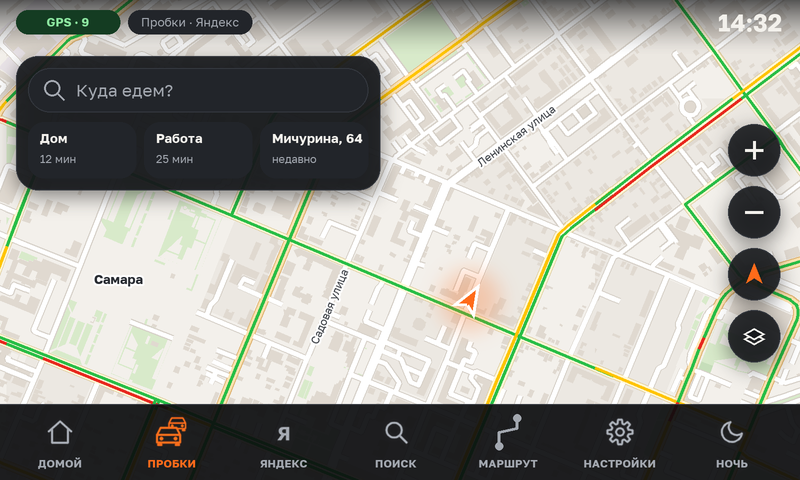 GPS · 9
Пробки · Яндекс
14:32
Куда едем?
Дом
12 мин
Работа
25 мин
Мичурина, 64
недавно
Ленинская улица
Самара
Садовая улица
ДОМОЙ
ПРОБКИ
Я
ЯНДЕКС
ПОИСК
МАРШРУТ
НАСТРОЙКИ
НОЧЬ